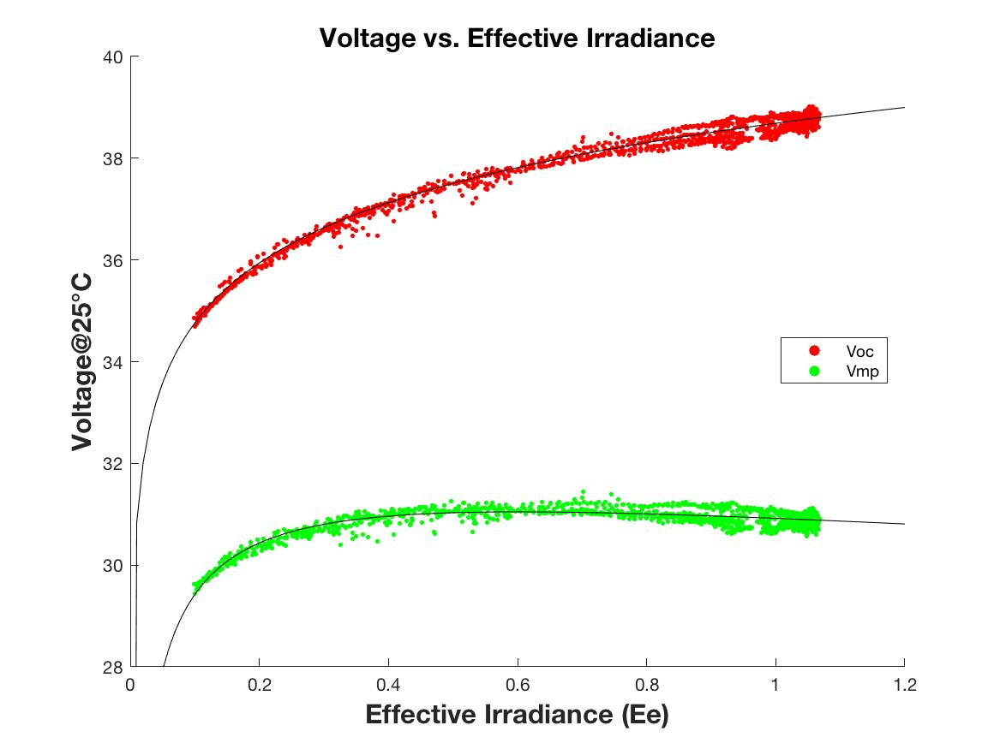 Voltage vs. Effective Irradiance
40
38
36
34
32
30
28
Voltage@25°C
Voc
Vmp
0
0.2
0.4
0.6
0.8
1
1.2
Effective Irradiance (Ee)